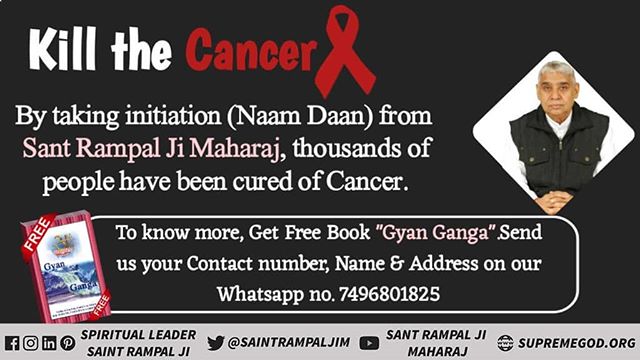 Kill the Cancer
By taking initiation (Naam Daan) from
Sant Rampal Ji Maharaj, thousands of
people have been cured of Cancer.
FREE
Gyan
Ganga
FREE
To know more, Get Free Book "Gyan Ganga".Send
us your Contact number, Name & Address on our
Whatsapp no. 7496801825
SPIRITUAL LEADER
SAINT RAMPAL JI
@SAINTRAMPALJIM
SANT RAMPAL JI
MAHARAJ
SUPREMEGOD.ORG